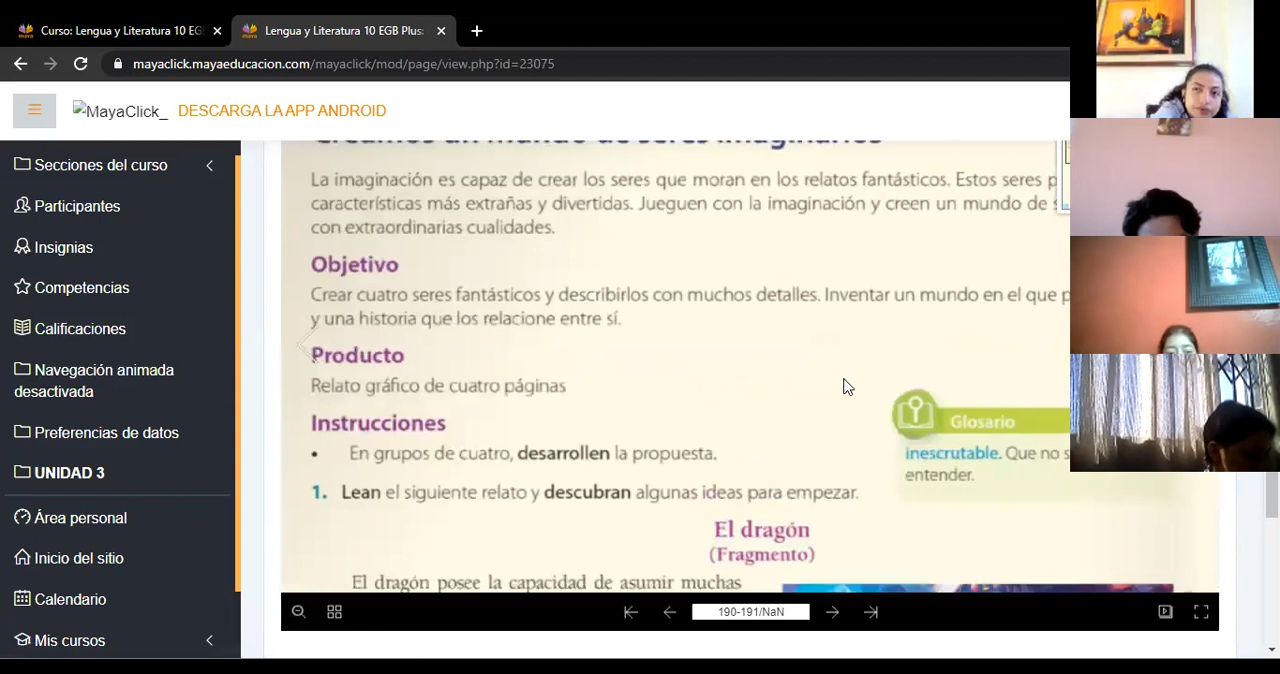 Curso: Lengua y Literatura 10 EG
Lengua y Literatura 10 EGB Plus:
mayaclick.mayaeducacion.com/mayaclick/mod/page/view.php?id=23075
MayaClick_
DESCARGA LA APP ANDROID
Secciones del curso
Participantes
Insignias
Competencias
Calificaciones
Navegación animada
desactivada
Preferencias de datos
UNIDAD 3
Área personal
Inicio del sitio
Calendario
Mis cursos
Creamos un mundo de seres imaginarios
La imaginación es capaz de crear los seres que moran en los relatos fantásticos. Estos seres p
características más extrañas y divertidas. Jueguen con la imaginación y creen un mundo de s
con extraordinarias cualidades.
Objetivo
Crear cuatro seres fantásticos y describirlos con muchos detalles. Inventar un mundo en el que p
y una historia que los relacione entre sí.
Producto
Relato gráfico de cuatro páginas
Instrucciones
• En grupos de cuatro, desarrollen la propuesta.
1. Lean el siguiente relato y descubran algunas ideas para empezar.
Glosario
inescrutable. Que no s
entender.
El dragón
(Fragmento)
El dragón posee la capacidad de asumir muchas
190-191/NaN